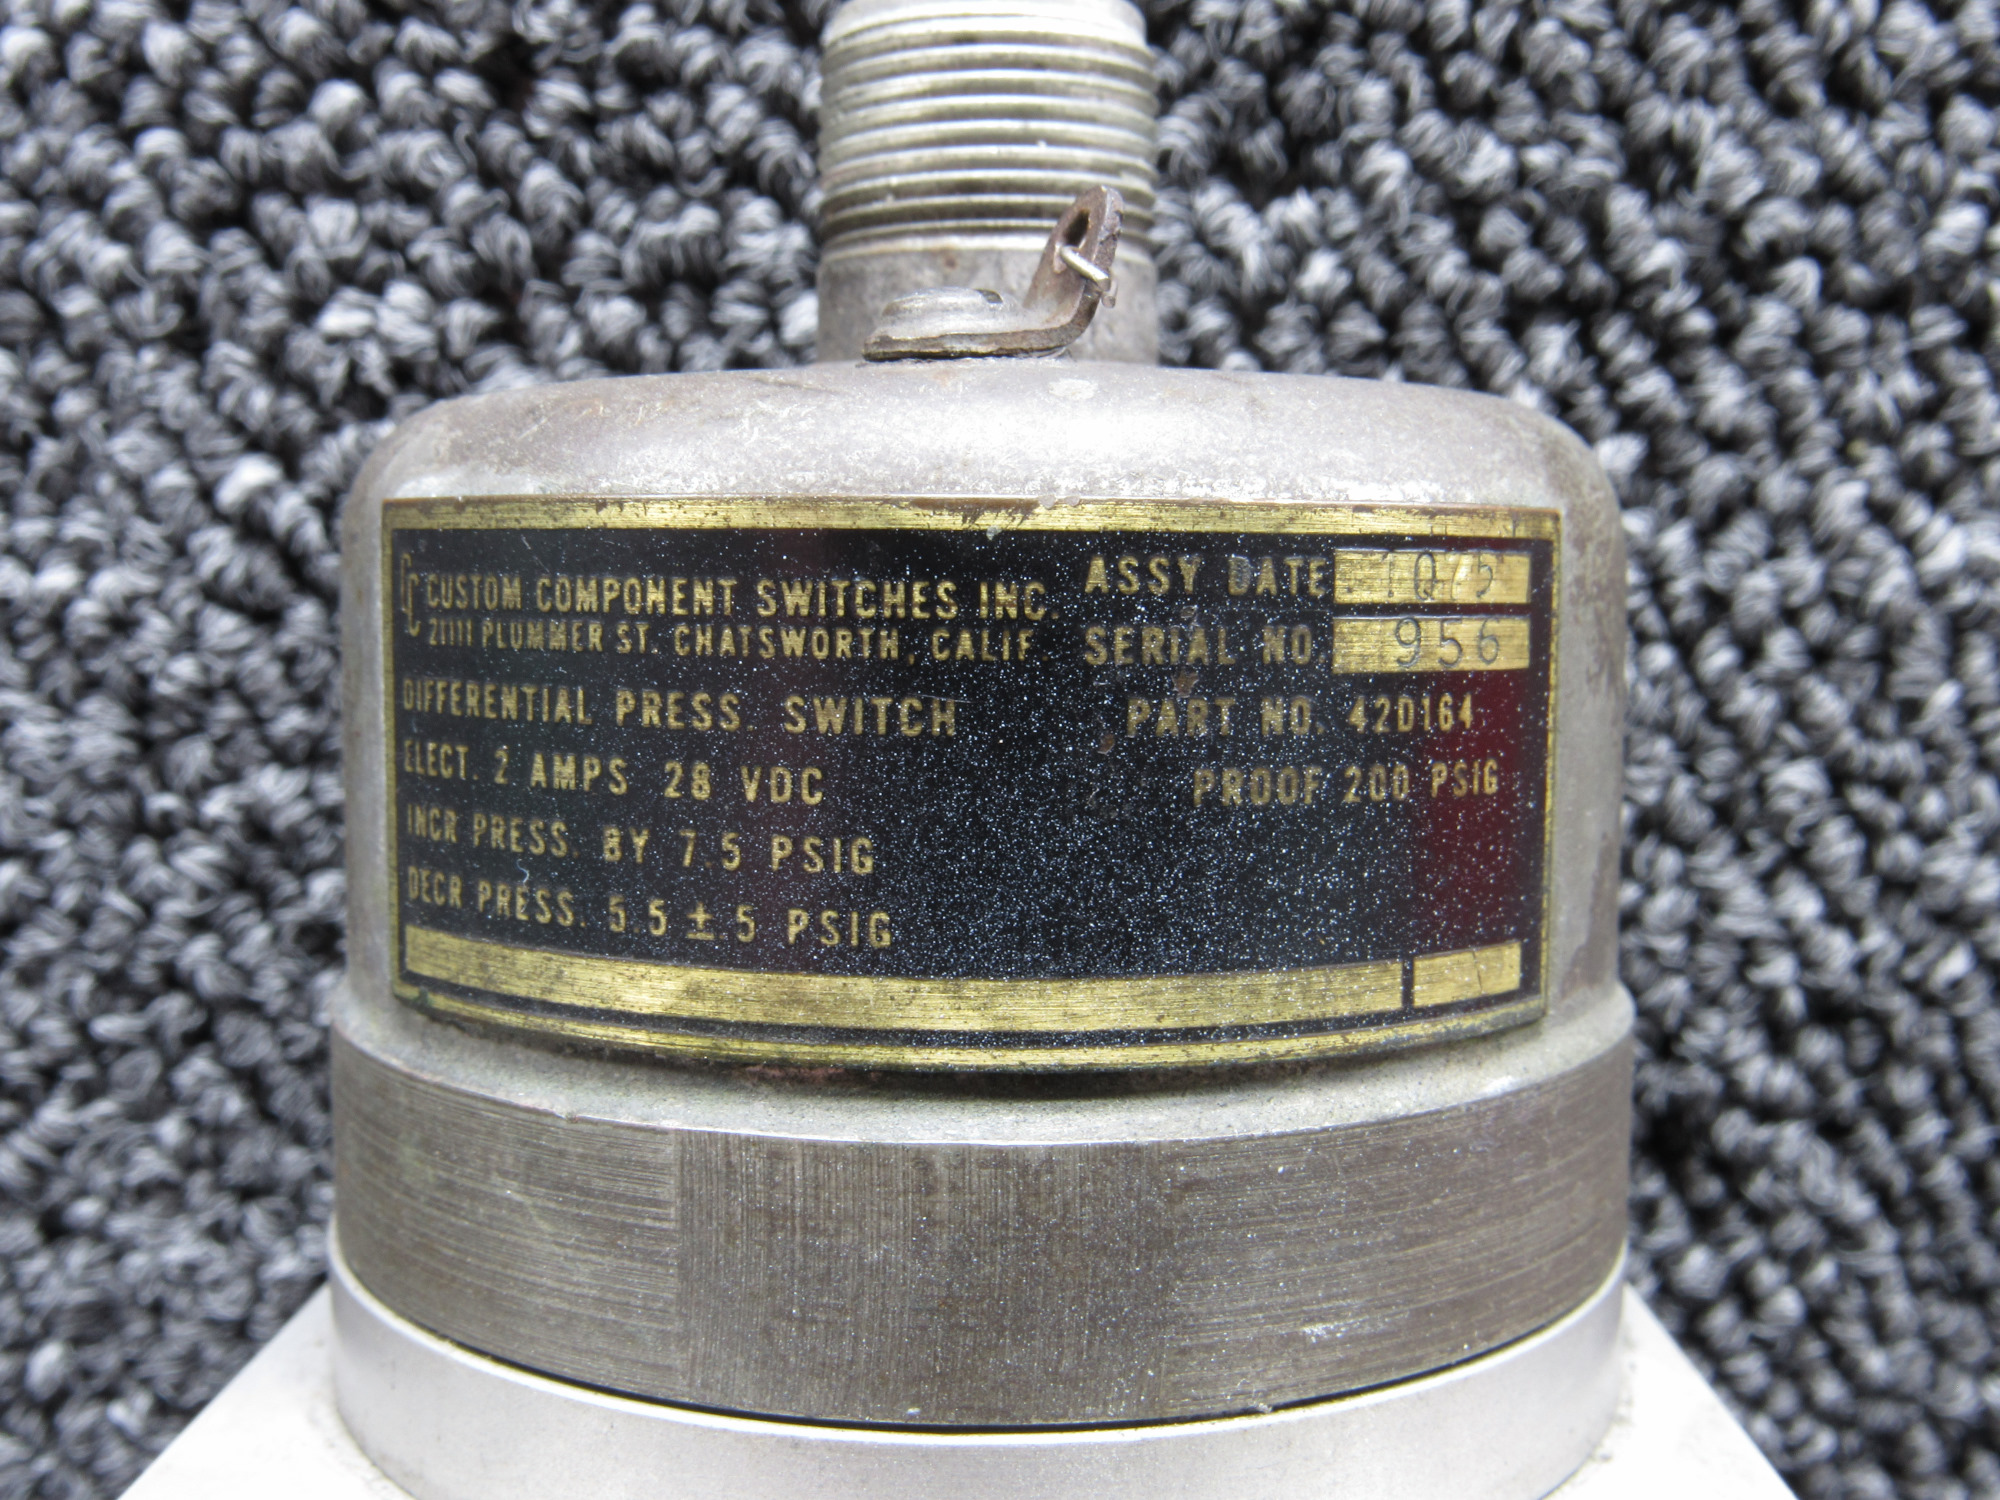 CC CUSTOM COMPONENT SWITCHES INC.
21111 PLUMMER ST. CHATSWORTH, CALIF.
DIFFERENTIAL PRESS. SWITCH
ELECT. 2 AMPS 28 VDC
INCR PRESS. BY 7.5 PSIG
DECR PRESS. 5.5 ± .5 PSIG
ASSY DATE 1Q75
SERIAL NO. 956
PART NO. 42D164
PROOF 200 PSIG